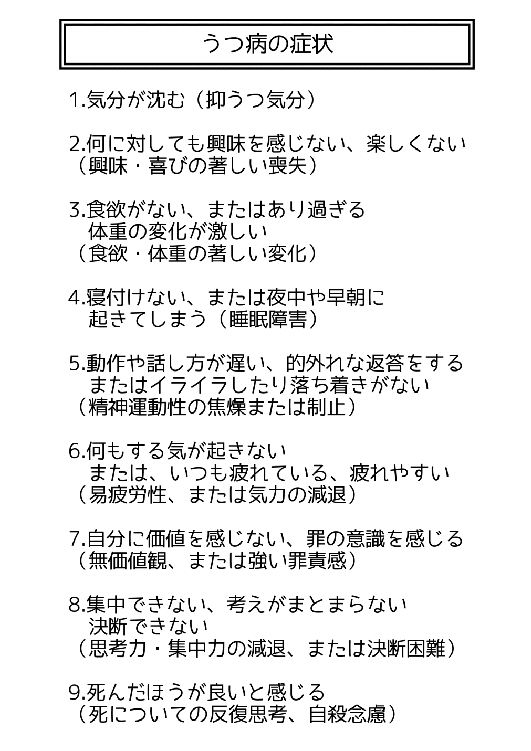 うつ病の症状
1.気分が沈む（抑うつ気分）
2.何に対しても興味を感じない、楽しくない
（興味・喜びの著しい喪失）
3.食欲がない、またはあり過ぎる
体重の変化が激しい
（食欲・体重の著しい変化）
4.寝付けない、または夜中や早朝に
起きてしまう（睡眠障害）
5.動作や話し方が遅い、的外れな返答をする
またはイライラしたり落ち着きがない
（精神運動性の焦燥または制止）
6.何もする気が起きない
または、いつも疲れている、疲れやすい
（易疲労性、または気力の減退）
7.自分に価値を感じない、罪の意識を感じる
（無価値観、または強い罪責感）
8.集中できない、考えがまとまらない
決断できない
（思考力・集中力の減退、または決断困難）
9.死んだほうが良いと感じる
（死についての反復思考、自殺念慮）